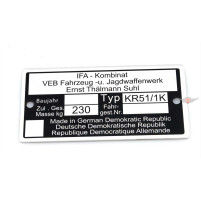 IFA - Kombinat
VEB Fahrzeug -u. Jagdwaffenwerk
Ernst Thälmann Suhl
Baujahr Typ KR51/1K
Zul. Ges. Masse kg 230 Fahr- gest.Nr.
Made in German Democratic Republic
Deutsche Demokratische Republik
Republique Democratique Allemande